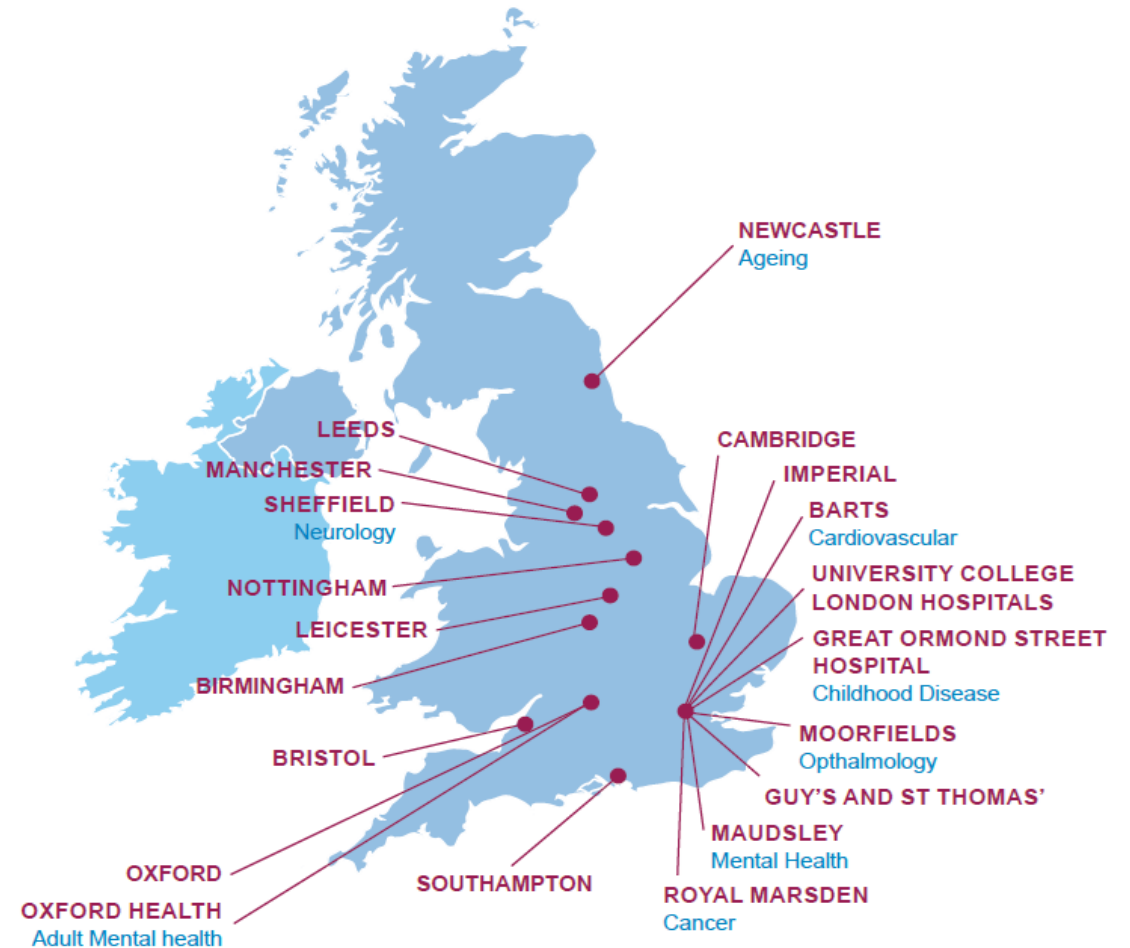 NEWCASTLE
Ageing
LEEDS
MANCHESTER
SHEFFIELD
Neurology
NOTTINGHAM
LEICESTER
BIRMINGHAM
BRISTOL
OXFORD
OXFORD HEALTH
Adult Mental health
SOUTHAMPTON
CAMBRIDGE
IMPERIAL
BARTS
Cardiovascular
UNIVERSITY COLLEGE
LONDON HOSPITALS
GREAT ORMOND STREET
HOSPITAL
Childhood Disease
MOORFIELDS
Opthalmology
GUY'S AND ST THOMAS'
MAUDSLEY
Mental Health
ROYAL MARSDEN
Cancer